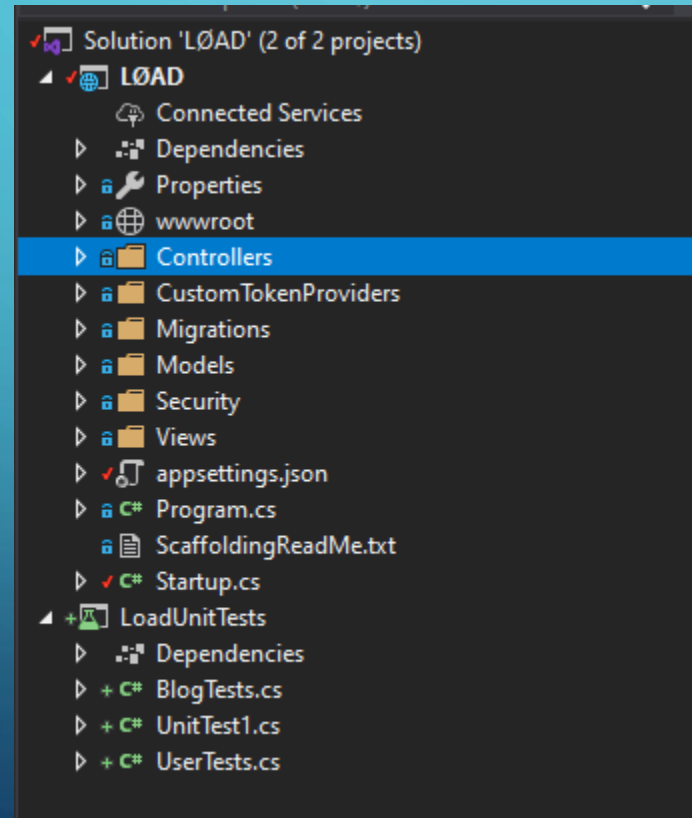 Solution 'LØAD' (2 of 2 projects)
LØAD
Connected Services
Dependencies
Properties
wwwroot
Controllers
CustomTokenProviders
Migrations
Models
Security
Views
appsettings.json
C# Program.cs
ScaffoldingReadMe.txt
C# Startup.cs
LoadUnitTests
Dependencies
+ C# BlogTests.cs
+ C# UnitTest1.cs
+ C# UserTests.cs